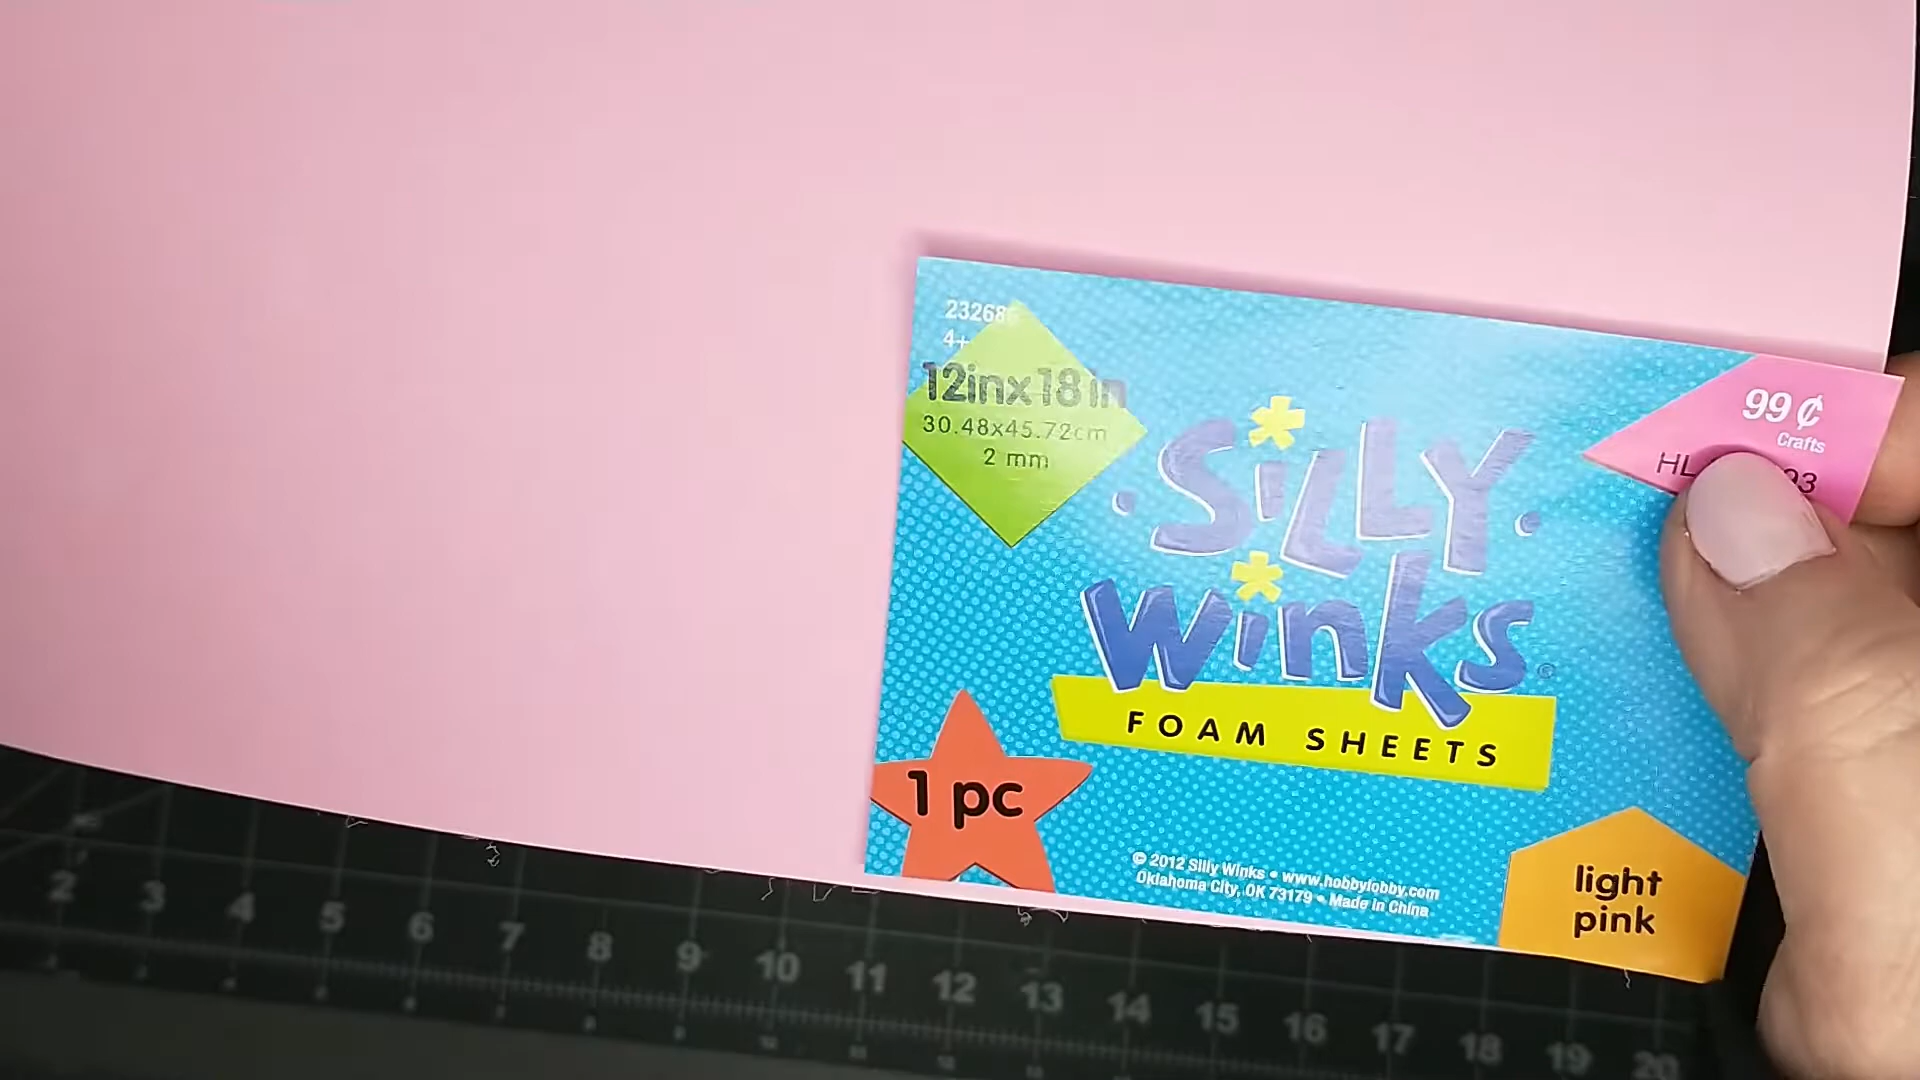 4+
12inx18in
30.48x45.72cm
2 mm
99¢
Crafts
SiLLY
Winks®
FOAM SHEETS
1 pc
© 2012 Silly Winks • www.hobbylobby.com
Oklahoma City, OK 73179 • Made in China
light
pink
2 3 4 5 6 7 8 9 10 11 12 13 14 15 16 17 18 19 20